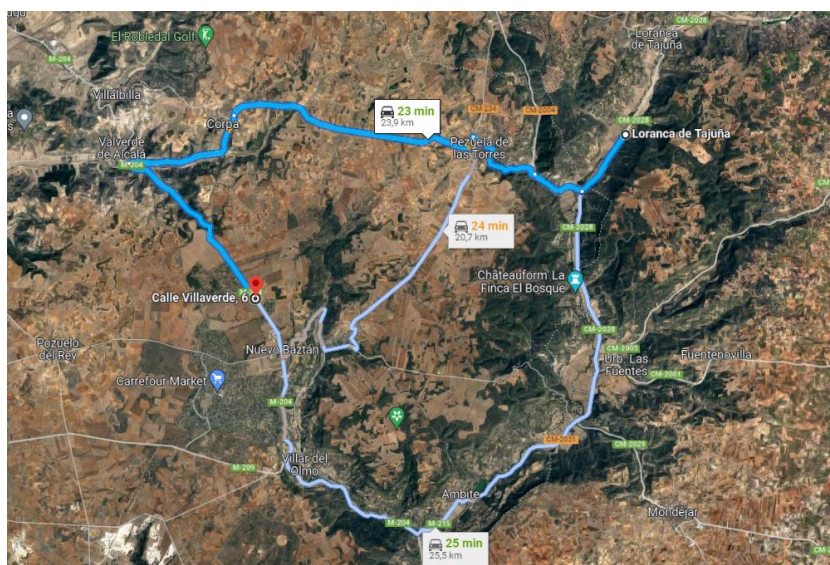 El Robledal Golf
M-204
Villalbilla
Corpa
Valverde
de Alcalá
M-204
23 min
23,9 km
CM-234
CM-2004
CM-2028
Loranca
de Tajuña
CM-2028
Loranca de Tajuña
Pezuela de
las Torres
24 min
20,7 km
CM-2028
Châteauform La
Finca El Bosque
Calle Villaverde, 6
Pozuelo
del Rey
Nuevo Baztán
Carrefour Market
M-204
CM-2028
CM-2003
Urb. Las
Fuentes
Fuentenovilla
CM-2001
CM-2031
CM-2029
M-209
Villar del
Olmo
Ambite
M-204
M-215
Mondéjar
25 min
25,5 km